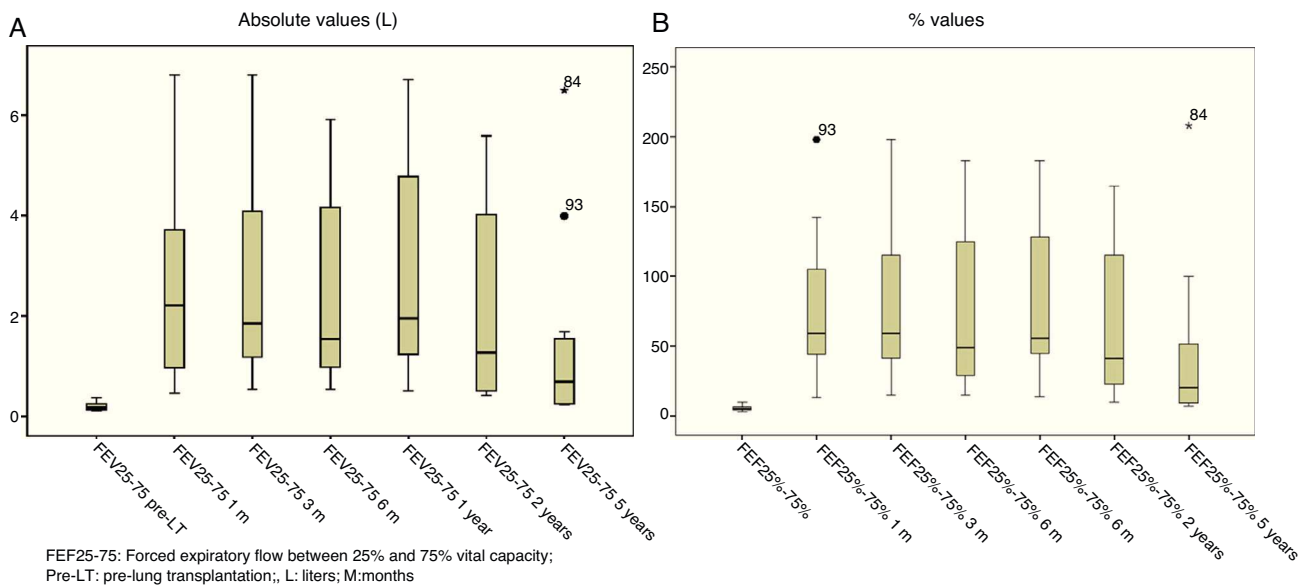 A
Absolute values (L)
6
4
2
0
84
93
FEV25-75 pre-LT
FEV25-75 1 m
FEV25-75 3 m
FEV25-75 6 m
FEV25-75 1 year
FEV25-75 2 years
FEV25-75 5 years
B
% values
250
200
150
100
50
0
93
84
FEF25%-75%
FEF25%-75% 1 m
FEF25%-75% 3 m
FEF25%-75% 6 m
FEF25%-75% 6 m
FEF25%-75% 2 years
FEF25%-75% 5 years
FEF25-75: Forced expiratory flow between 25% and 75% vital capacity;
Pre-LT: pre-lung transplantation;, L: liters; M:months